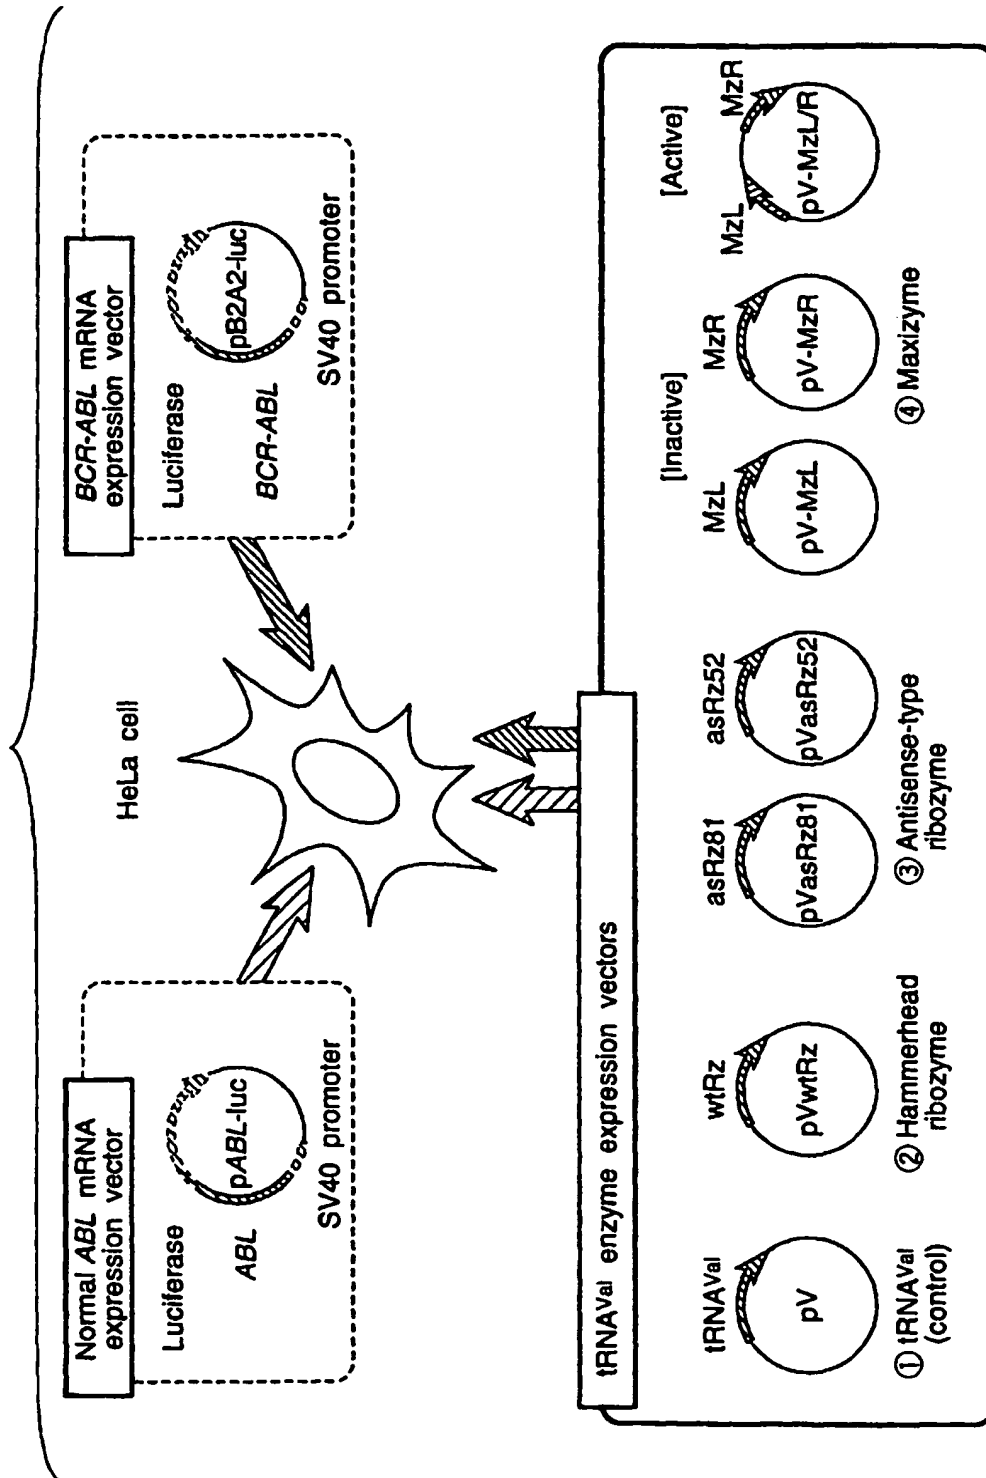 Normal ABL mRNA
expression vector
Luciferase
pABL-luc
ABL
SV40 promoter
HeLa cell
BCR-ABL mRNA
expression vector
Luciferase
pB2A2-luc
BCR-ABL
SV40 promoter
tRNAVal enzyme expression vectors
[Inactive]
[Active]
tRNAVal
wtRz
asRz81
asRz52
MzL
MzR
MzL
MzR
pV
pVwtRz
pVasRz81
pVasRz52
pV-MzL
pV-MzR
pV-MzL/R
① tRNAVal
(control)
② Hammerhead
ribozyme
③ Antisense-type
ribozyme
④ Maxizyme